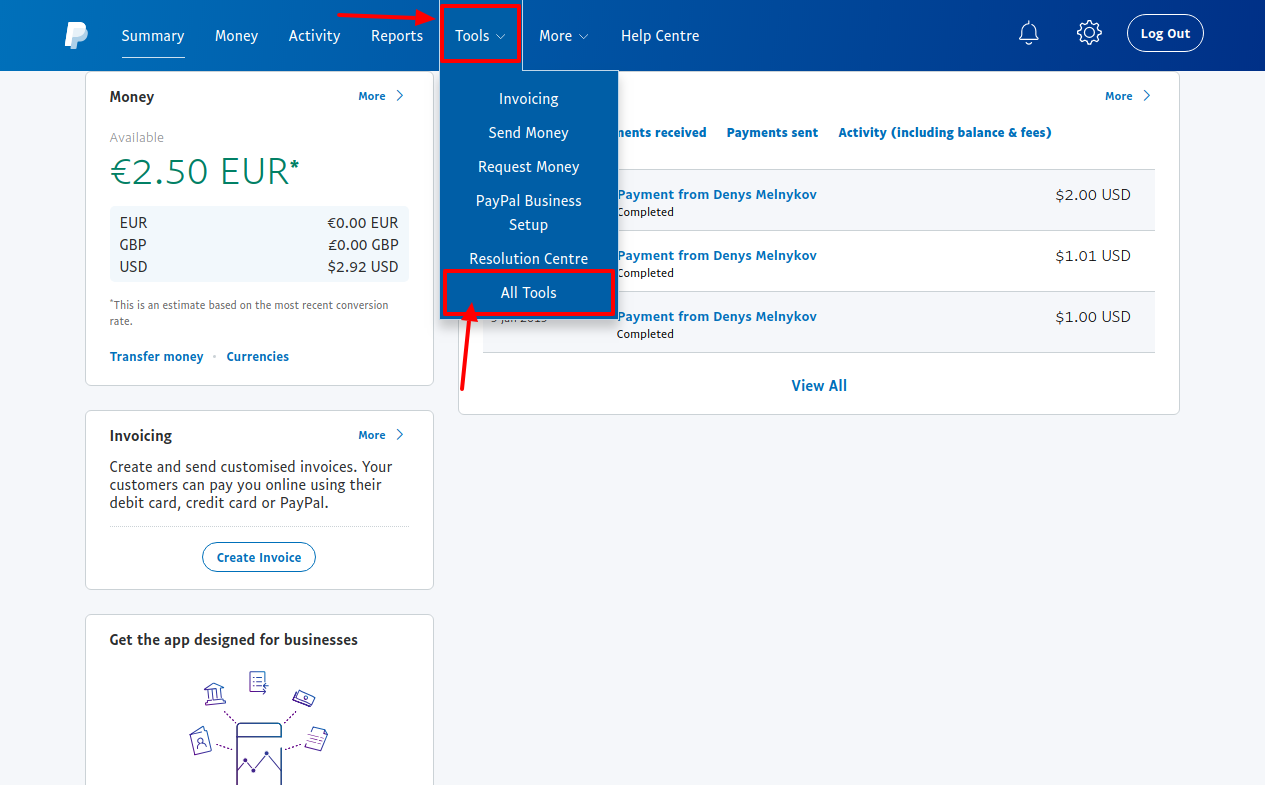 Summary Money Activity Reports Tools More Help Centre Log Out
Money More
Available
€2.50 EUR*
EUR €0.00 EUR
GBP £0.00 GBP
USD $2.92 USD
*This is an estimate based on the most recent conversion
rate.
Transfer money • Currencies
Invoicing
Send Money
Request Money
PayPal Business
Setup
Resolution Centre
All Tools
More
received Payments sent Activity (including balance & fees)
Payment from Denys Melnykov $2.00 USD
Completed
Payment from Denys Melnykov $1.01 USD
Completed
Payment from Denys Melnykov $1.00 USD
Completed
View All
Invoicing More
Create and send customised invoices. Your
customers can pay you online using their
debit card, credit card or PayPal.
Create Invoice
Get the app designed for businesses